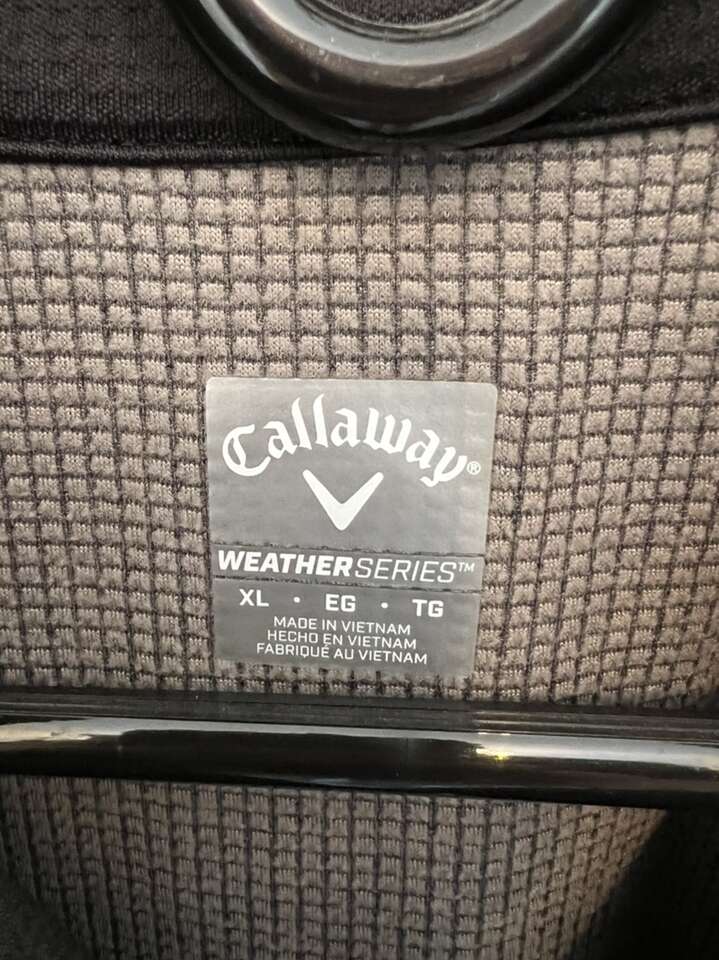 Callaway®
WEATHERSERIES™
XL • EG • TG
MADE IN VIETNAM
HECHO EN VIETNAM
FABRIQUÉ AU VIETNAM